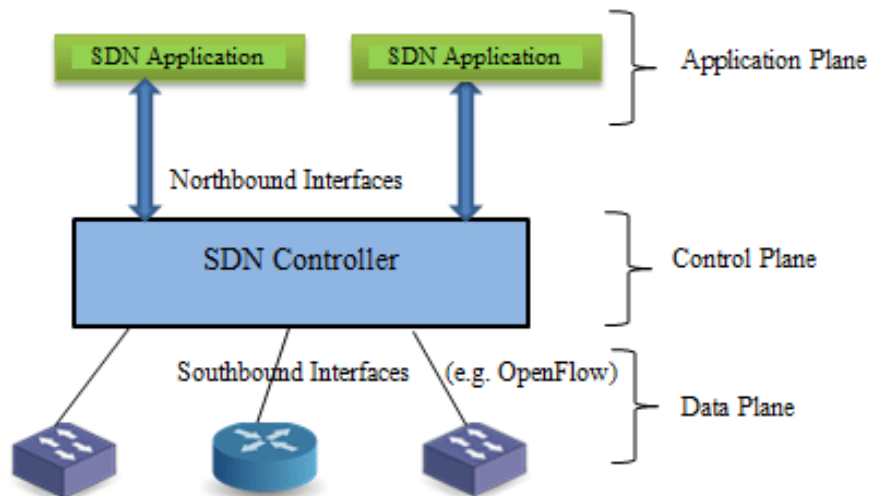 SDN Application
SDN Application
Application Plane
Northbound Interfaces
SDN Controller
Control Plane
Southbound Interfaces (e.g. OpenFlow)
Data Plane